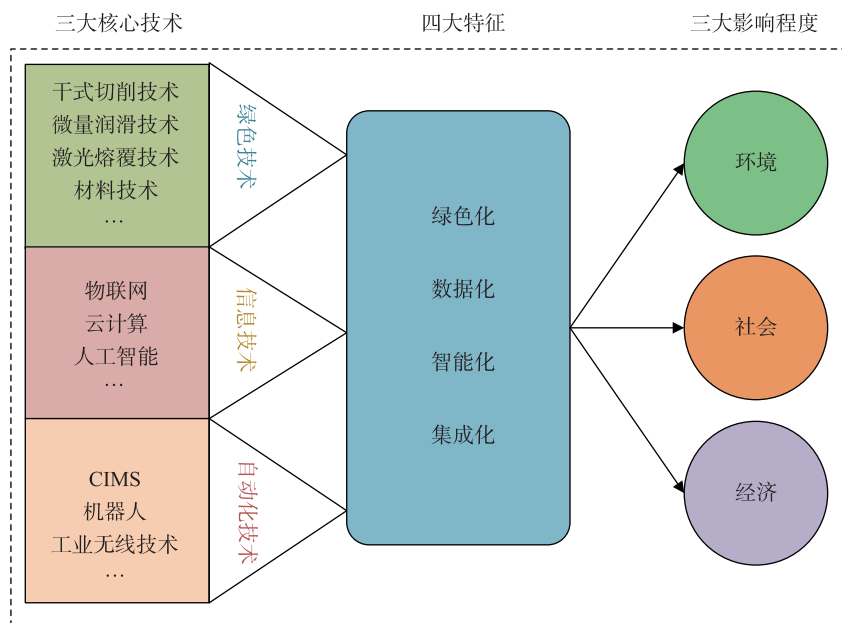 三大核心技术
四大特征
三大影响程度
干式切削技术
微量润滑技术
激光熔覆技术
材料技术
…
绿色技术
物联网
云计算
人工智能
…
信息技术
CIMS
机器人
工业无线技术
…
自动化技术
绿色化
数据化
智能化
集成化
环境
社会
经济